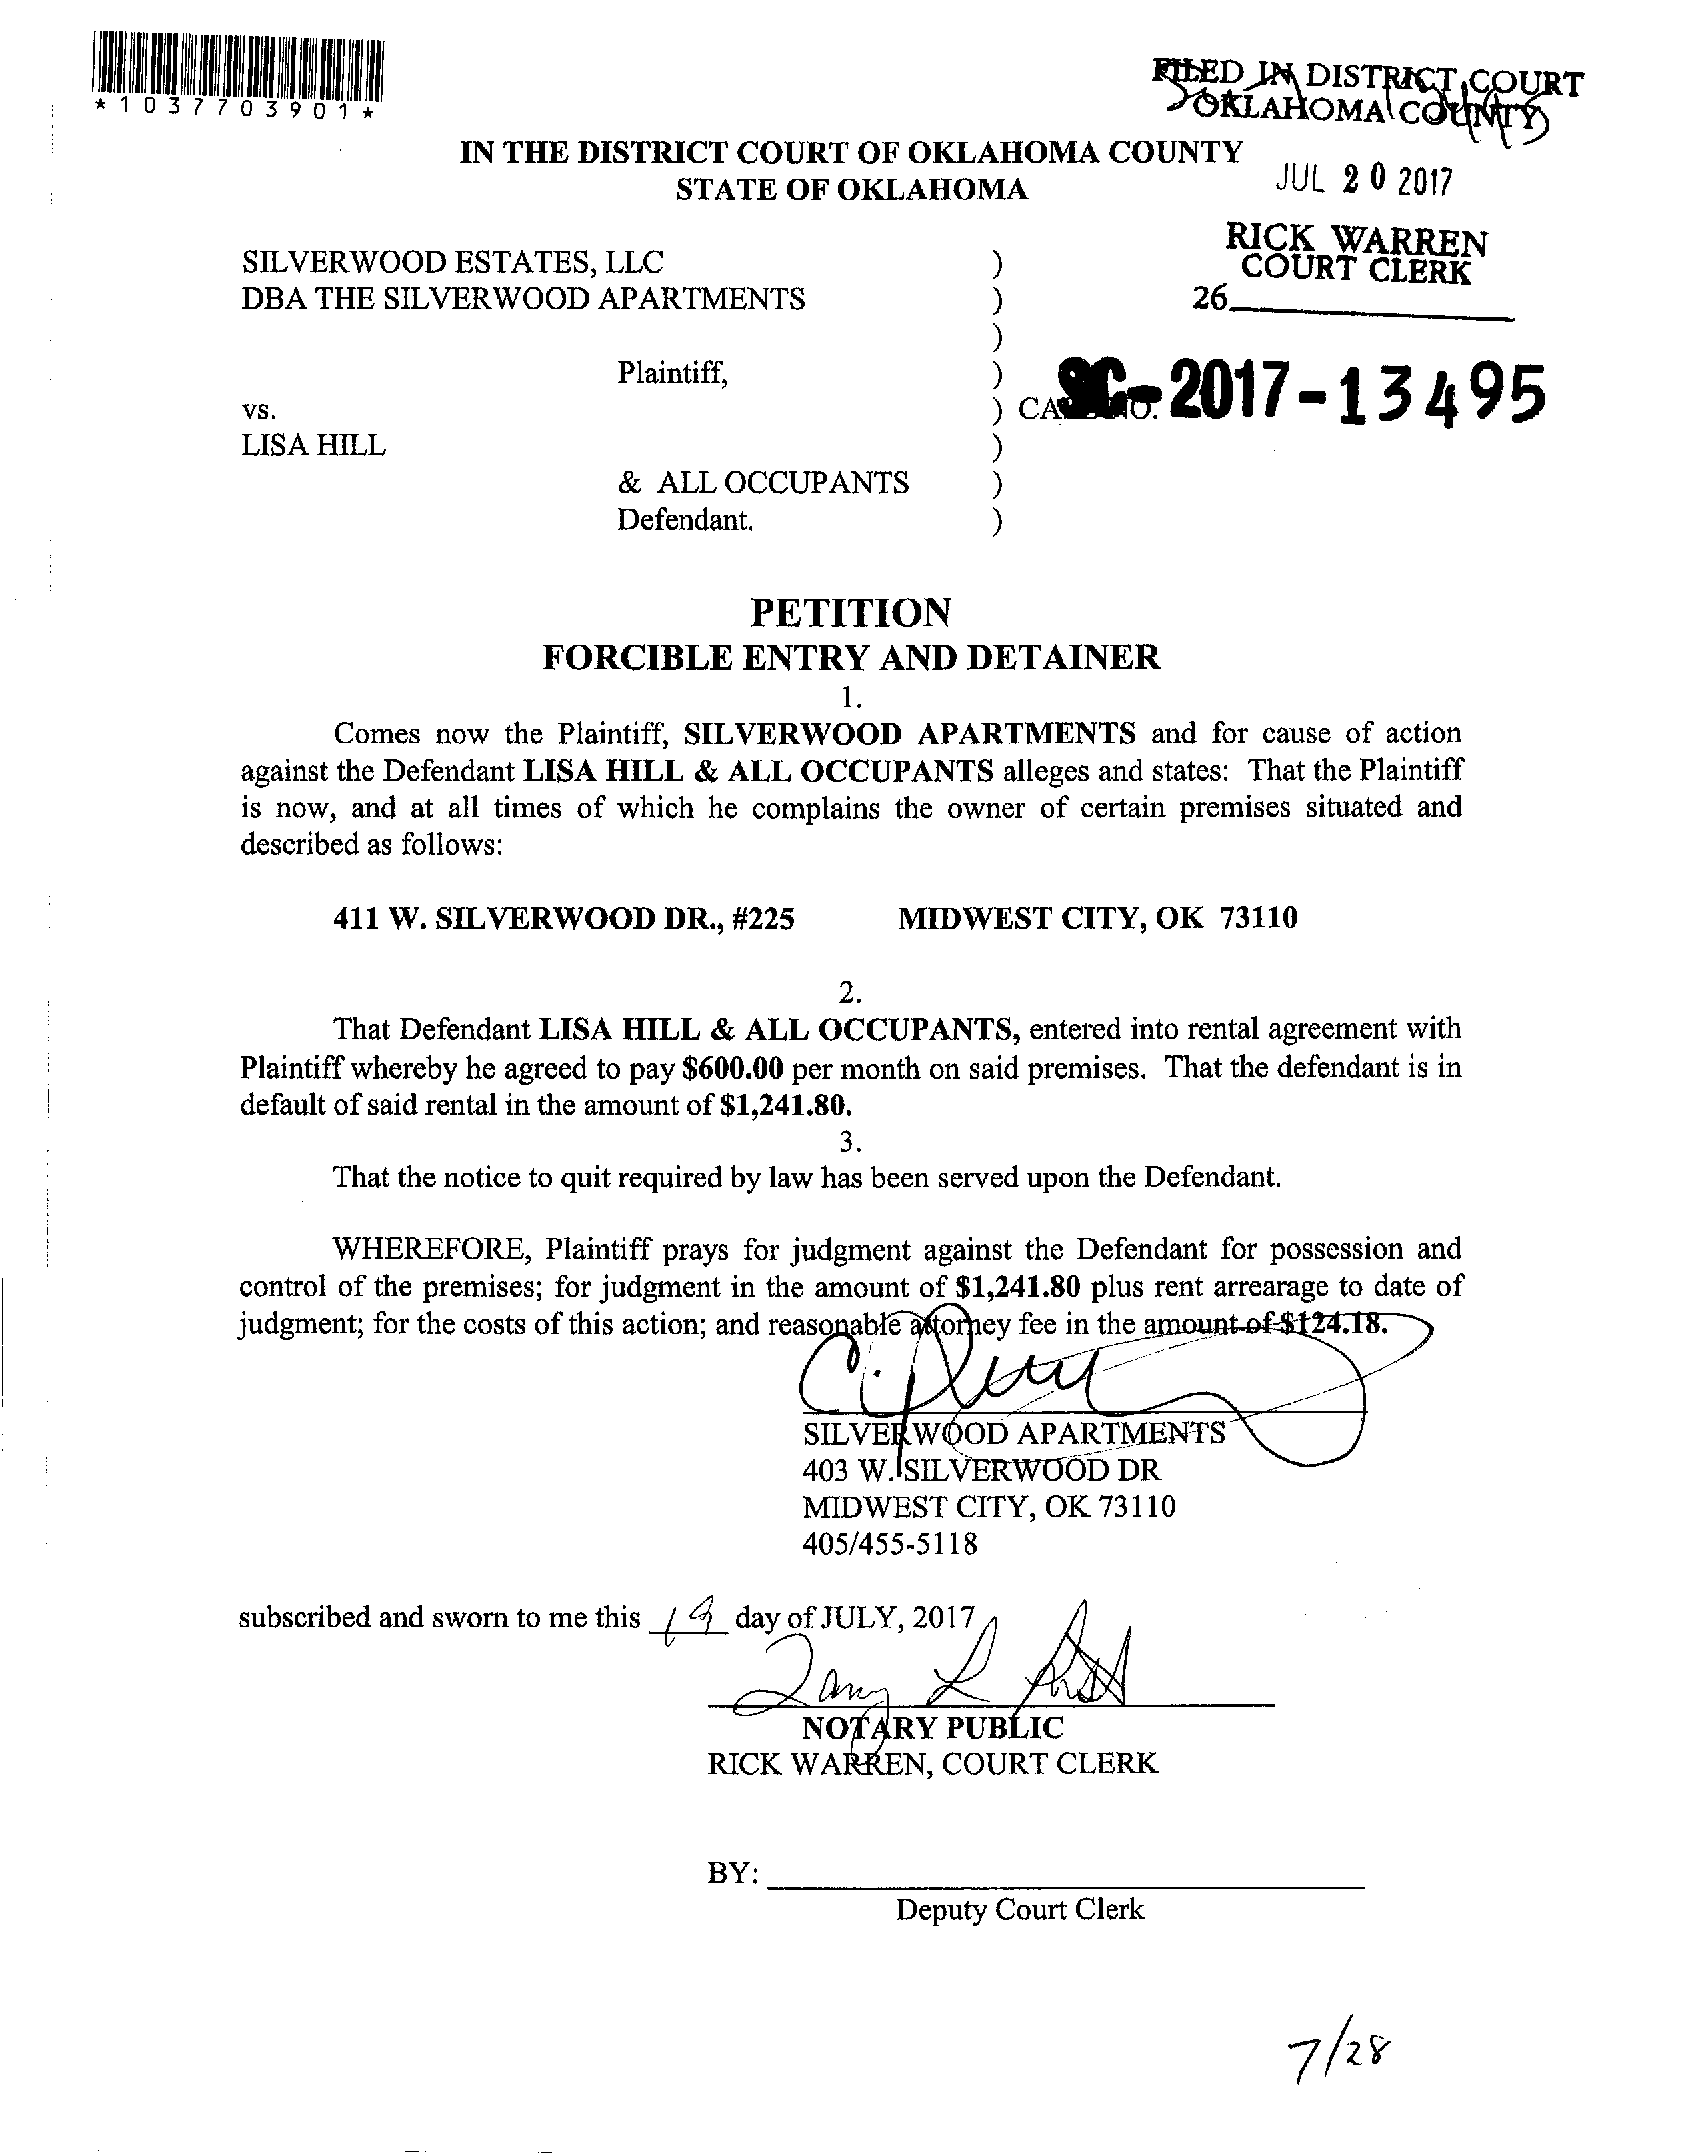 *1037703901*
FILED IN DISTRICT COURT
OKLAHOMA COUNTY
IN THE DISTRICT COURT OF OKLAHOMA COUNTY
STATE OF OKLAHOMA
JUL 20 2017
RICK WARREN
COURT CLERK
26
SILVERWOOD ESTATES, LLC )
DBA THE SILVERWOOD APARTMENTS )
)
Plaintiff, )
vs. ) SC-2017-13495
LISA HILL )
& ALL OCCUPANTS )
Defendant. )
PETITION
FORCIBLE ENTRY AND DETAINER
1.
Comes now the Plaintiff, SILVERWOOD APARTMENTS and for cause of action
against the Defendant LISA HILL & ALL OCCUPANTS alleges and states: That the Plaintiff
is now, and at all times of which he complains the owner of certain premises situated and
described as follows:
411 W. SILVERWOOD DR., #225 MIDWEST CITY, OK 73110
2.
That Defendant LISA HILL & ALL OCCUPANTS, entered into rental agreement with
Plaintiff whereby he agreed to pay $600.00 per month on said premises. That the defendant is in
default of said rental in the amount of $1,241.80.
3.
That the notice to quit required by law has been served upon the Defendant.
WHEREFORE, Plaintiff prays for judgment against the Defendant for possession and
control of the premises; for judgment in the amount of $1,241.80 plus rent arrearage to date of
judgment; for the costs of this action; and reasonable attorney fee in the amount of $124.18.
SILVERWOOD APARTMENTS
403 W. SILVERWOOD DR
MIDWEST CITY, OK 73110
405/455-5118
subscribed and sworn to me this 19 day of JULY, 2017
NOTARY PUBLIC
RICK WARREN, COURT CLERK
BY:
Deputy Court Clerk
7/28